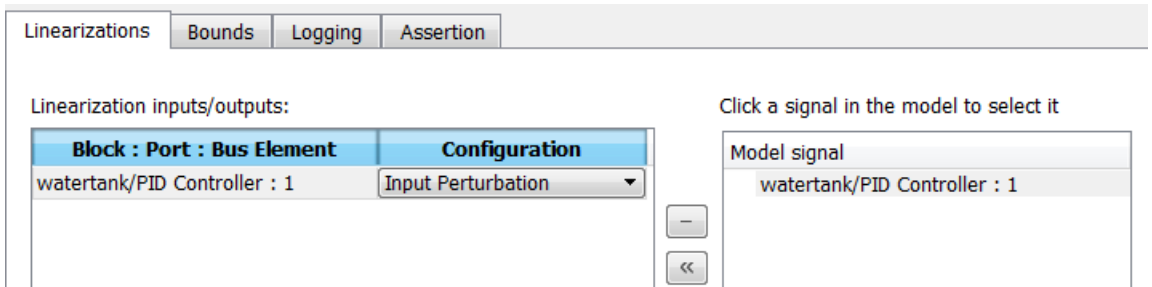 Linearizations Bounds Logging Assertion
Linearization inputs/outputs: Click a signal in the model to select it
Block : Port : Bus Element Configuration Model signal
watertank/PID Controller : 1 Input Perturbation watertank/PID Controller : 1
−
«